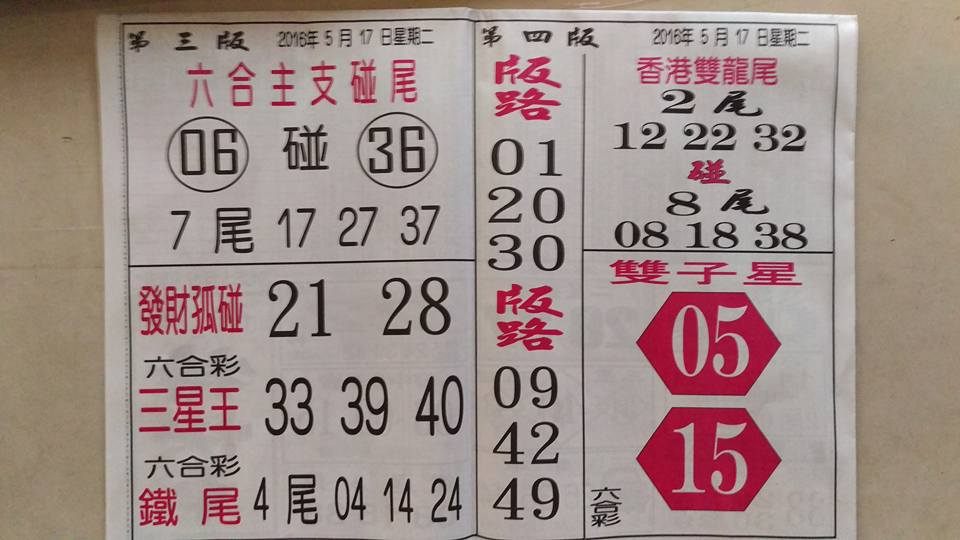 第三版 2016年5月17日星期二
六合主支碰尾
06 碰 36
7尾 17 27 37
發財孤碰 21 28
六合彩
三星王 33 39 40
六合彩
鐵尾 4尾 04 14 24
第四版 2016年5月17日星期二
版路
01
20
30
版路
09
42
49
香港雙龍尾
2尾
12 22 32
碰
8尾
08 18 38
雙子星
05
15
六合彩